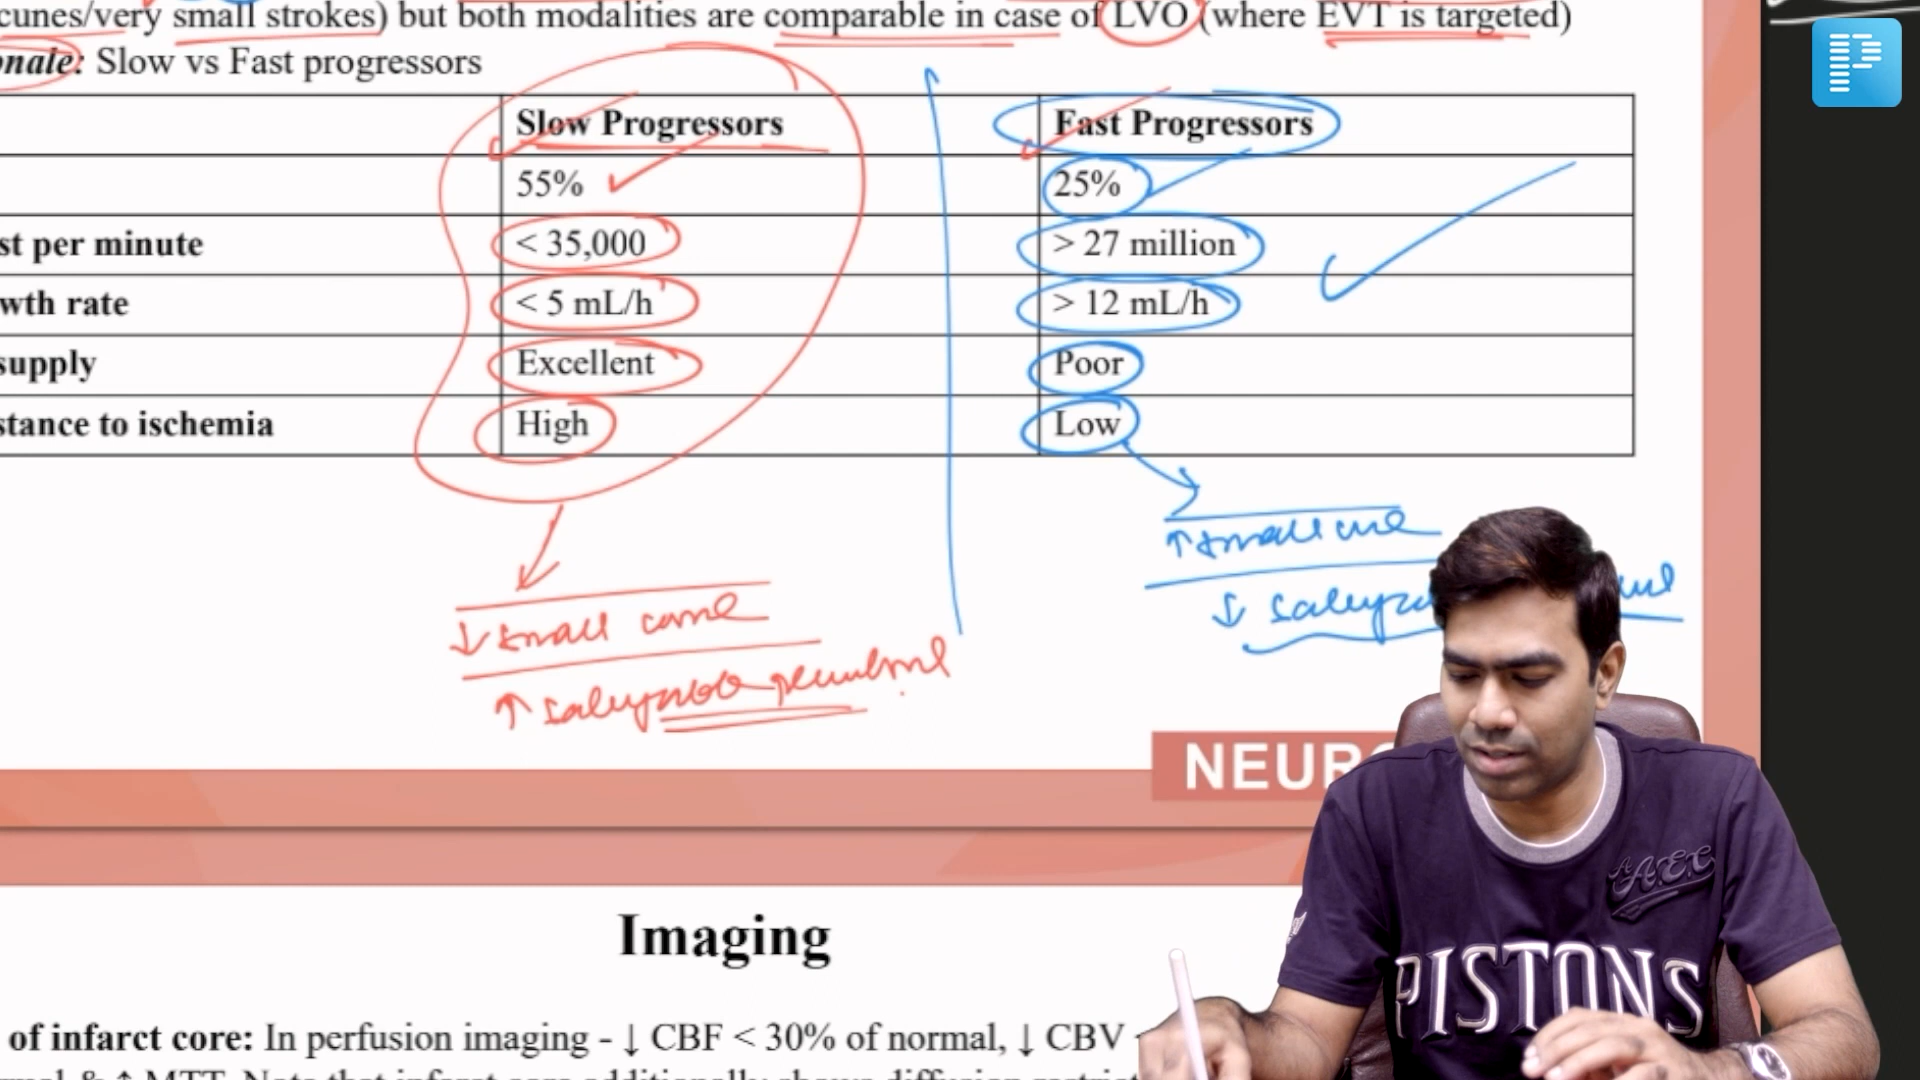 cunes/very small strokes) but both modalities are comparable in case of LVO (where EVT is targeted)
onale: Slow vs Fast progressors
Slow Progressors Fast Progressors
55% 25%
st per minute < 35,000 > 27 million
wth rate < 5 mL/h > 12 mL/h
supply Excellent Poor
stance to ischemia High Low
↑ small
↓ small core
↑ salvageable penumbra
NEUR
Imaging
of infarct core: In perfusion imaging - ↓ CBF < 30% of normal, ↓ CBV
AEC
PISTONS
P